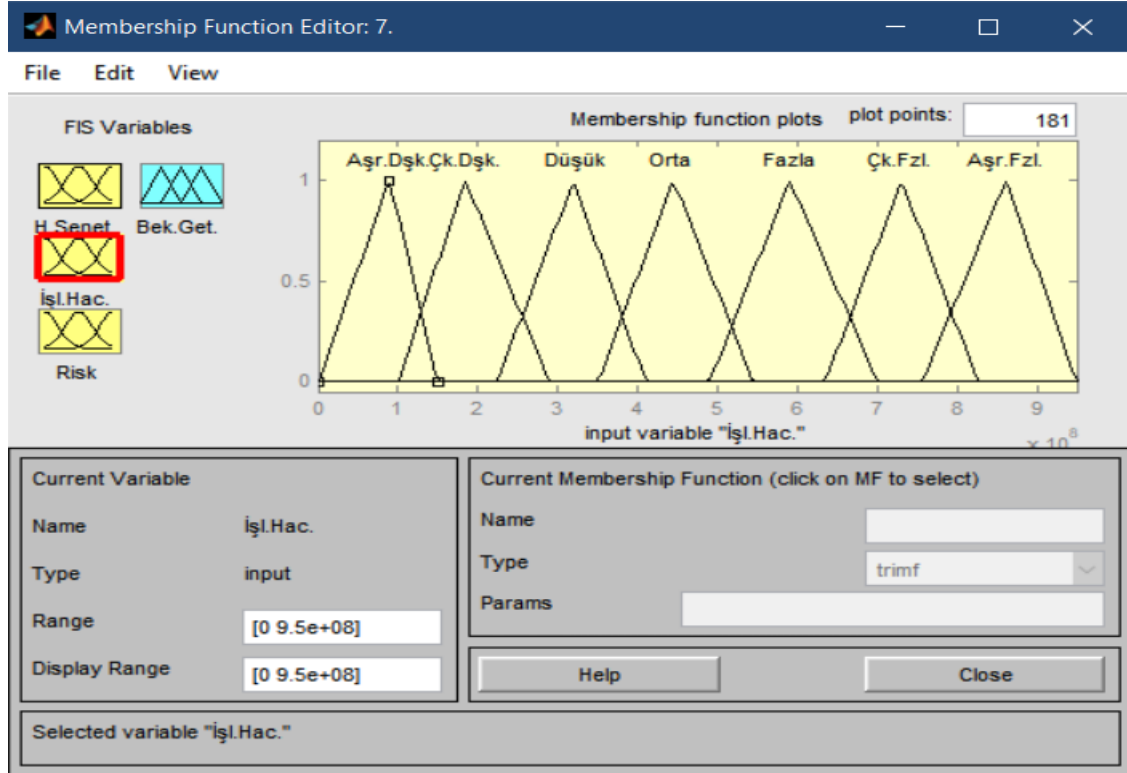 Membership Function Editor: 7.
File Edit View
FIS Variables
Membership function plots plot points: 181
H.Senet. Bek.Get.
İşl.Hac.
Risk
Aşr.Dşk. Çk.Dşk. Düşük Orta Fazla Çk.Fzl. Aşr.Fzl.
1
0.5
0
0 1 2 3 4 5 6 7 8 9
input variable "İşl.Hac."
× 10^8
Current Variable
Name İşl.Hac.
Type input
Range [0 9.5e+08]
Display Range [0 9.5e+08]
Current Membership Function (click on MF to select)
Name
Type trimf
Params
Help Close
Selected variable "İşl.Hac."